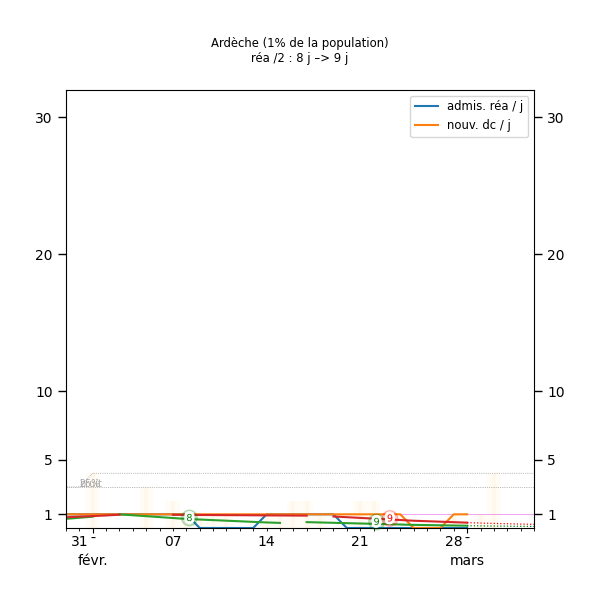 Ardèche (1% de la population)
réa /2 : 8 j –> 9 j
admis. réa / j
nouv. dc / j
30 30
20 20
10 10
5 5
1 1
8 9 9
31 07 14 21 28
févr. mars